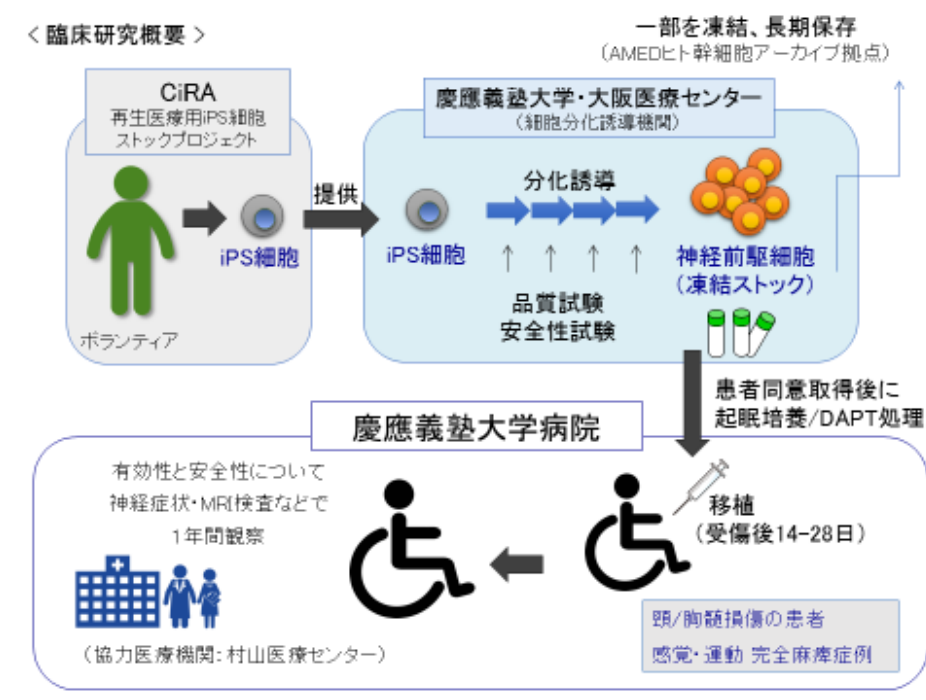 ＜臨床研究概要＞
一部を凍結、長期保存
（AMEDヒト幹細胞アーカイブ拠点）
CiRA
再生医療用iPS細胞
ストックプロジェクト
慶應義塾大学・大阪医療センター
（細胞分化誘導機関）
提供
分化誘導
iPS細胞
iPS細胞
神経前駆細胞
（凍結ストック）
品質試験
安全性試験
ボランティア
患者同意取得後に
起眠培養/DAPT処理
慶應義塾大学病院
有効性と安全性について
神経症状・MRI検査などで
1年間観察
移植
（受傷後14-28日）
頸/胸髄損傷の患者
感覚・運動 完全麻痺症例
（協力医療機関：村山医療センター）